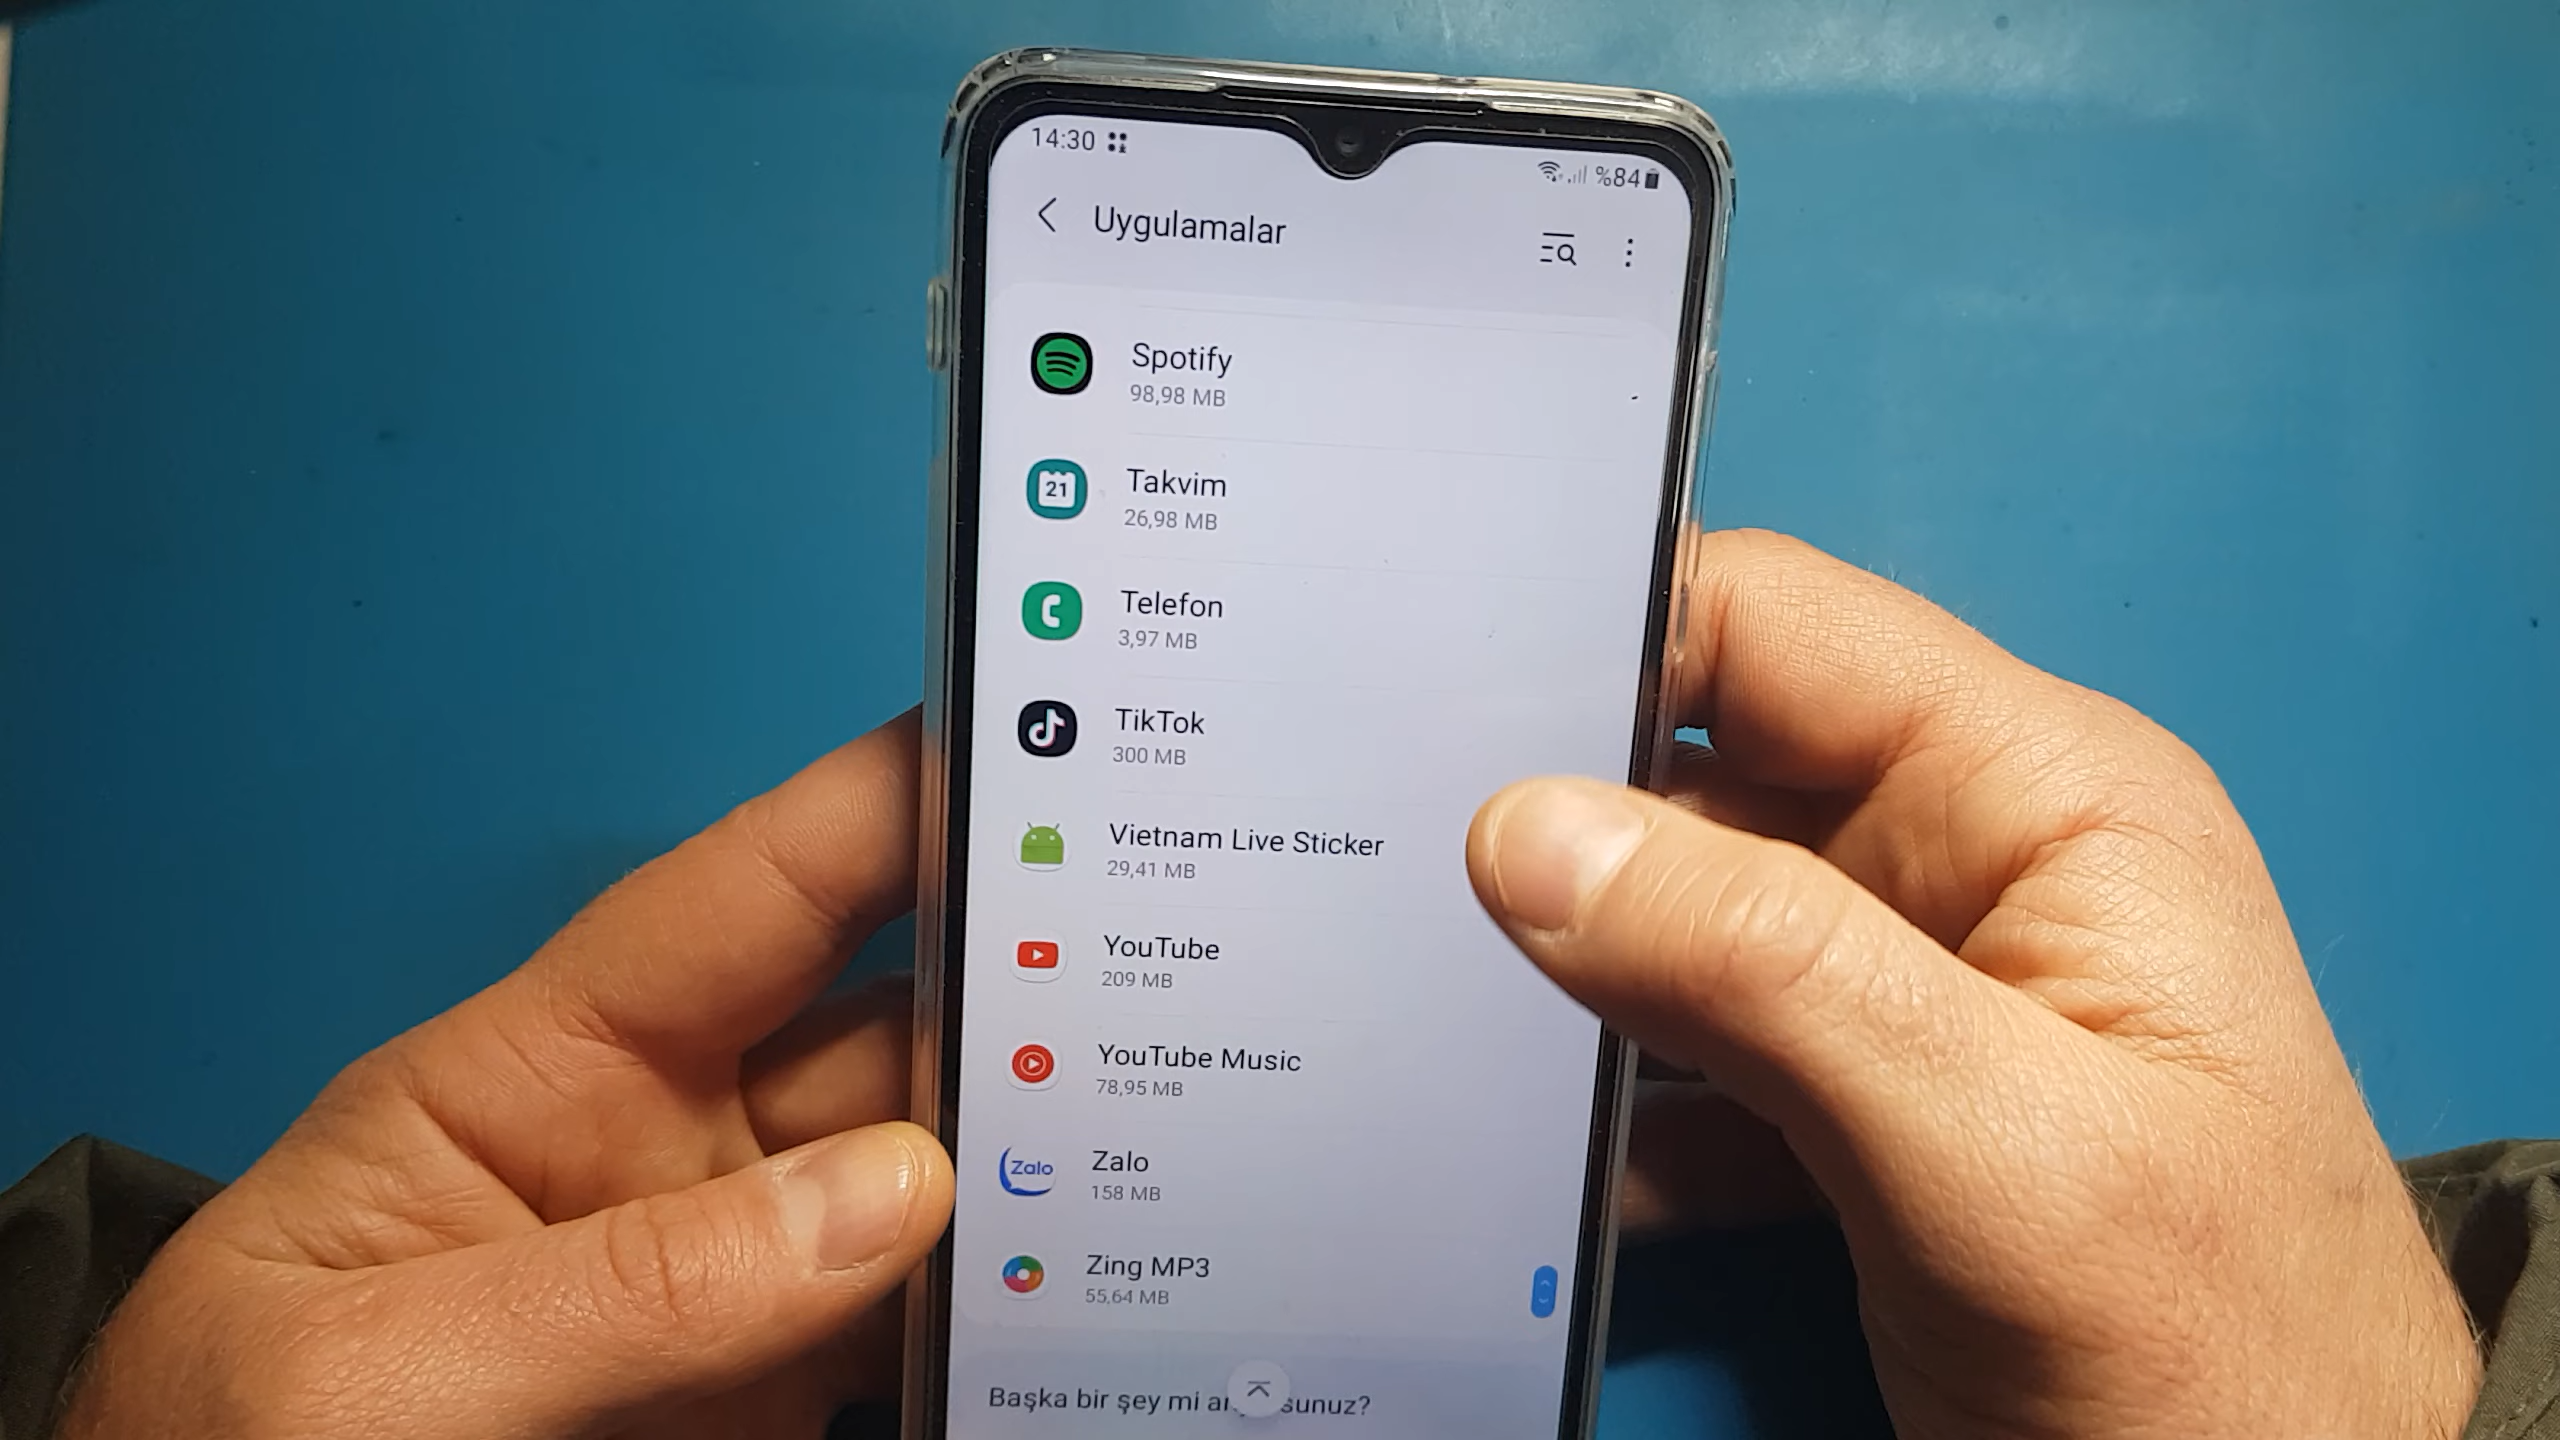 14:30
%84
Uygulamalar
Spotify
98,98 MB
21
Takvim
26,98 MB
Telefon
3,97 MB
TikTok
300 MB
Vietnam Live Sticker
29,41 MB
YouTube
209 MB
YouTube Music
78,95 MB
Zalo
Zalo
158 MB
Zing MP3
55,64 MB
Başka bir şey mi